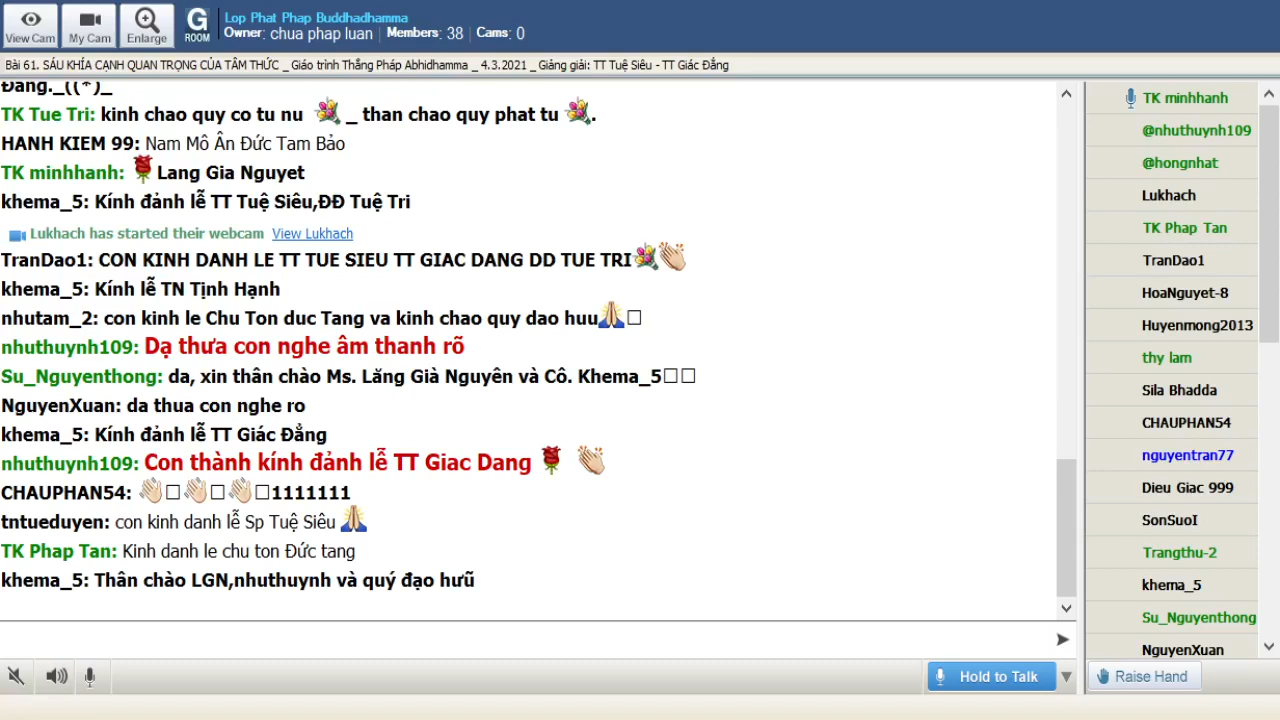 View Cam
My Cam
Enlarge
G
ROOM
Lop Phat Phap Buddhadhamma
Owner: chua phap luan | Members: 38 | Cams: 0
Bài 61. SÁU KHÍA CẠNH QUAN TRỌNG CỦA TÂM THỨC _ Giáo trình Thắng Pháp Abhidhamma _ 4.3.2021 _ Giảng giải: TT Tuệ Siêu - TT Giác Đẳng
Đẳng._((*)_
TK Tue Tri: kinh chao quy co tu nu _ than chao quy phat tu .
HANH KIEM 99: Nam Mô Ân Đức Tam Bảo
TK minhhanh: Lang Gia Nguyet
khema_5: Kính đảnh lễ TT Tuệ Siêu,ĐĐ Tuệ Tri
Lukhach has started their webcam View Lukhach
TranDao1: CON KINH DANH LE TT TUE SIEU TT GIAC DANG DD TUE TRI
khema_5: Kính lễ TN Tịnh Hạnh
nhutam_2: con kinh le Chu Ton duc Tang va kinh chao quy dao huu
nhuthuynh109: Dạ thưa con nghe âm thanh rõ
Su_Nguyenthong: da, xin thân chào Ms. Lăng Già Nguyên và Cô. Khema_5
NguyenXuan: da thua con nghe ro
khema_5: Kính đảnh lễ TT Giác Đẳng
nhuthuynh109: Con thành kính đảnh lễ TT Giac Dang
CHAUPHAN54: 1111111
tntueduyen: con kinh danh lễ Sp Tuệ Siêu
TK Phap Tan: Kinh danh le chu ton Đức tang
khema_5: Thân chào LGN,nhuthuynh và quý đạo hưũ
Hold to Talk
TK minhhanh
@nhuthuynh109
@hongnhat
Lukhach
TK Phap Tan
TranDao1
HoaNguyet-8
Huyenmong2013
thy lam
Sila Bhadda
CHAUPHAN54
nguyentran77
Dieu Giac 999
SonSuoI
Trangthu-2
khema_5
Su_Nguyenthong
NguyenXuan
Raise Hand